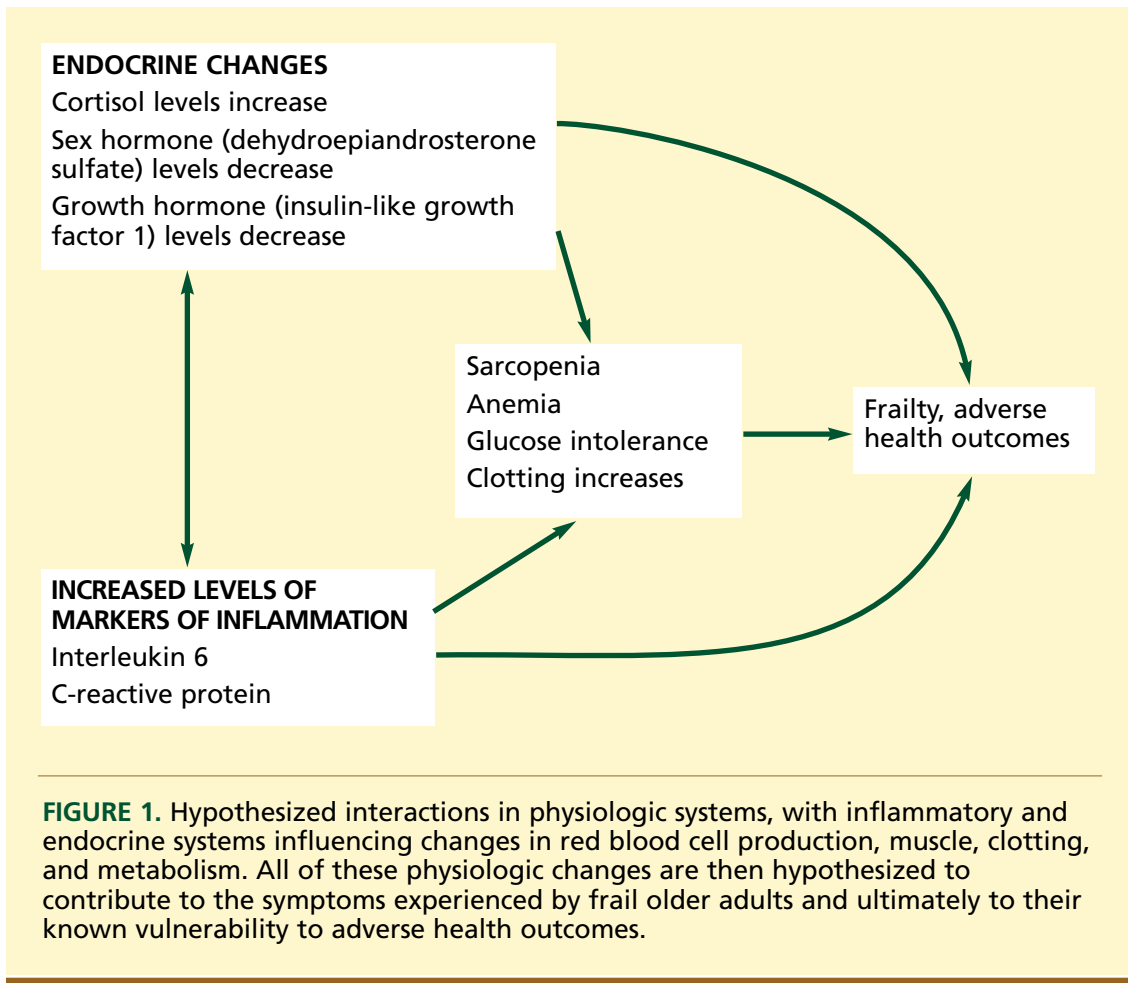 ENDOCRINE CHANGES
Cortisol levels increase
Sex hormone (dehydroepiandrosterone
sulfate) levels decrease
Growth hormone (insulin-like growth
factor 1) levels decrease
Sarcopenia
Anemia
Glucose intolerance
Clotting increases
Frailty, adverse
health outcomes
INCREASED LEVELS OF
MARKERS OF INFLAMMATION
Interleukin 6
C-reactive protein
FIGURE 1. Hypothesized interactions in physiologic systems, with inflammatory and
endocrine systems influencing changes in red blood cell production, muscle, clotting,
and metabolism. All of these physiologic changes are then hypothesized to
contribute to the symptoms experienced by frail older adults and ultimately to their
known vulnerability to adverse health outcomes.